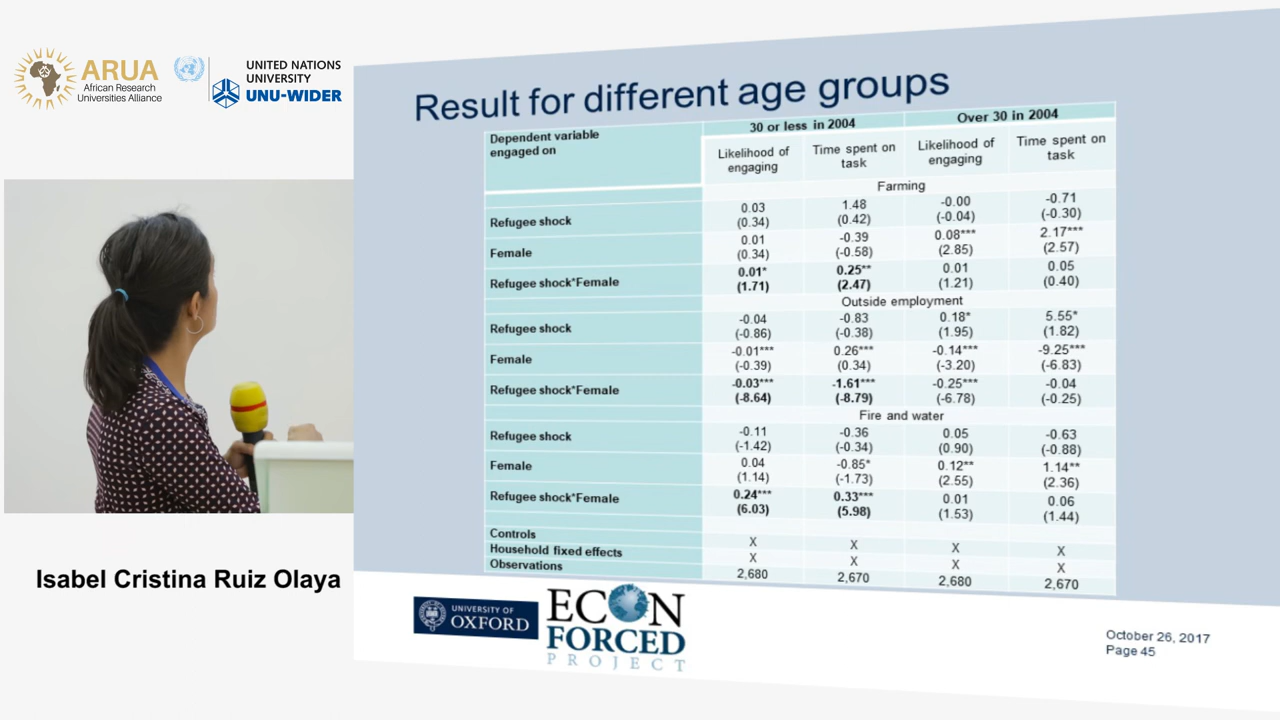 ARUA
African Research
Universities Alliance
UNITED NATIONS
UNIVERSITY
UNU-WIDER
Isabel Cristina Ruiz Olaya
Result for different age groups
Dependent variable engaged on | 30 or less in 2004 | Over 30 in 2004
Likelihood of engaging | Time spent on task | Likelihood of engaging | Time spent on task
Farming
Refugee shock | 0.03 (0.34) | 1.48 (0.42) | -0.00 (-0.04) | -0.71 (-0.30)
Female | 0.01 (0.34) | -0.39 (-0.58) | 0.08*** (2.85) | 2.17*** (2.57)
Refugee shock*Female | 0.01* (1.71) | 0.25** (2.47) | 0.01 (1.21) | 0.05 (0.40)
Outside employment
Refugee shock | -0.04 (-0.86) | -0.83 (-0.38) | 0.18* (1.95) | 5.55* (1.82)
Female | -0.01*** (-0.39) | 0.26*** (0.34) | -0.14*** (-3.20) | -9.25*** (-6.83)
Refugee shock*Female | -0.03*** (-8.64) | -1.61*** (-8.79) | -0.25*** (-6.78) | -0.04 (-0.25)
Fire and water
Refugee shock | -0.11 (-1.42) | -0.36 (-0.34) | 0.05 (0.90) | -0.63 (-0.88)
Female | 0.04 (1.14) | -0.85* (-1.73) | 0.12** (2.55) | 1.14** (2.36)
Refugee shock*Female | 0.24*** (6.03) | 0.33*** (5.98) | 0.01 (1.53) | 0.06 (1.44)
Controls | X | X | X | X
Household fixed effects | X | X | X | X
Observations | 2,680 | 2,670 | 2,680 | 2,670
UNIVERSITY OF
OXFORD
ECON
FORCED
PROJECT
October 26, 2017
Page 45